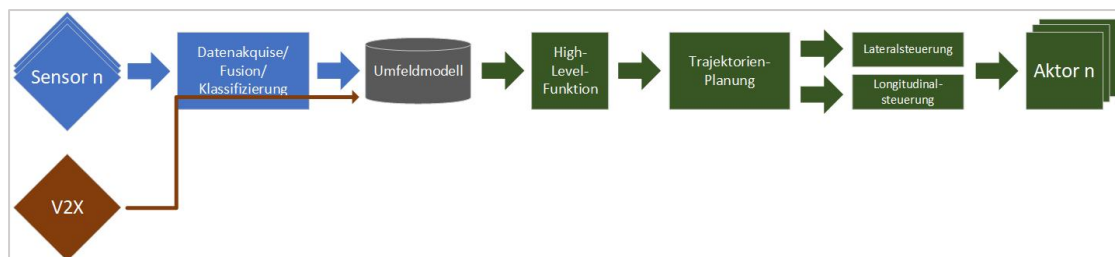 Sensor n
Datenakquise/
Fusion/
Klassifizierung
Umfeldmodell
High-
Level-
Funktion
Trajektorien-
Planung
Lateralsteuerung
Longitudinal-
steuerung
Aktor n
V2X